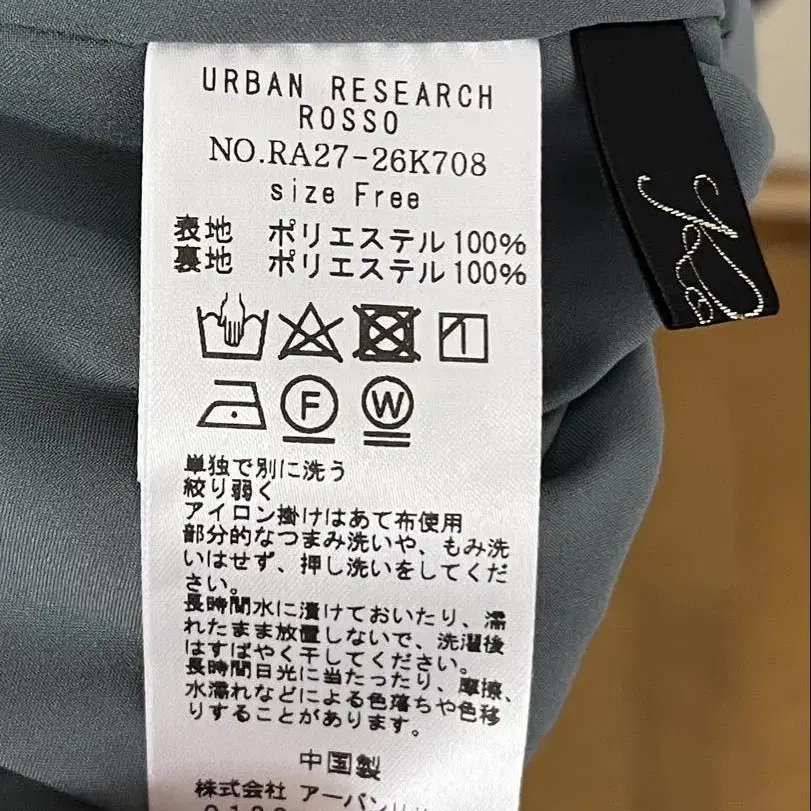 URBAN RESEARCH
ROSSO
NO.RA27-26K708
size Free
表地 ポリエステル100%
裏地 ポリエステル100%
F W
単独で別に洗う
絞り弱く
アイロン掛けはあて布使用
部分的なつまみ洗いや、もみ洗
いはせず、押し洗いをしてくだ
さい。
長時間水に漬けておいたり、濡
れたまま放置しないで、洗濯後
はすばやく干してください。
長時間日光に当たったり、摩擦、
水濡れなどによる色落ちや色移
りすることがあります。
中国製
株式会社 アーバンリサ